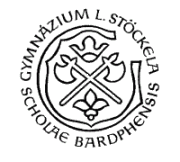 GYMNÁZIUM L. STÖCKELA
SCHOLAE BARDPHENSIS